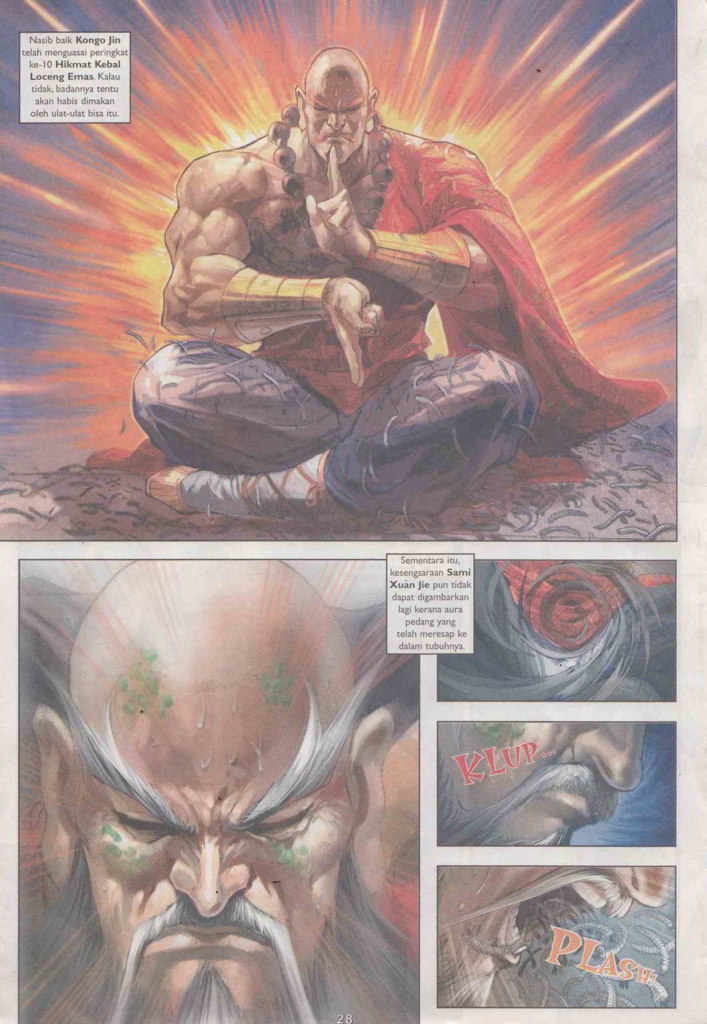 Nasib baik Kongo Jin
telah menguasai peringkat
ke-10 Hikmat Kebal
Loceng Emas. Kalau
tidak, badannya tentu
akan habis dimakan
oleh ulat-ulat bisa itu.
Sementara itu,
kesengsaraan Sami
Xuan Jie pun tidak
dapat digambarkan
lagi kerana aura
pedang yang
telah meresap ke
dalam tubuhnya.
KLUP...
PLASH!
28